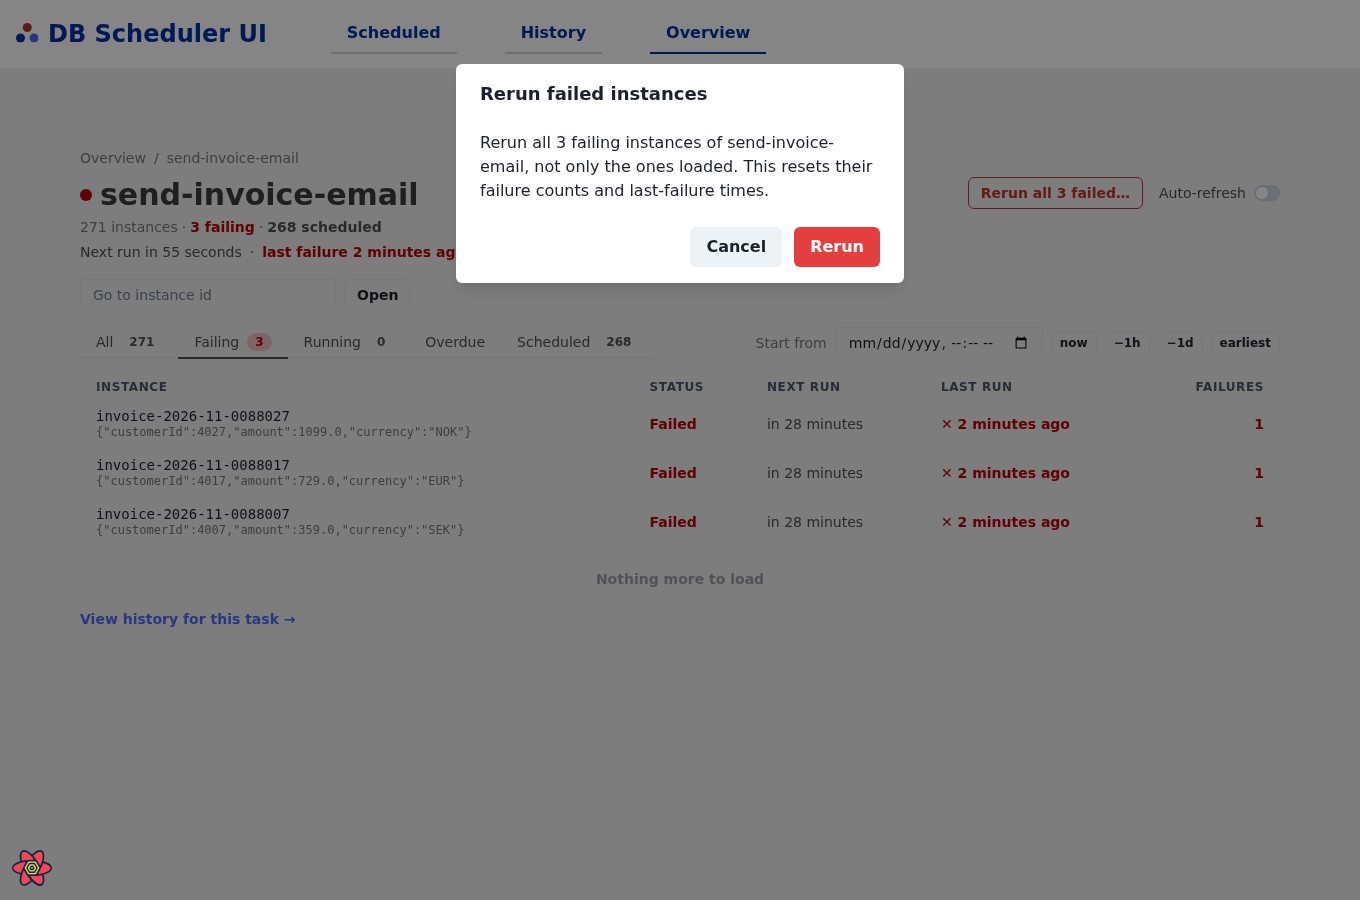 DB Scheduler UI
Scheduled
History
Overview
Rerun failed instances
Rerun all 3 failing instances of send-invoice-
email, not only the ones loaded. This resets their
failure counts and last-failure times.
Cancel
Rerun
Overview / send-invoice-email
send-invoice-email
Rerun all 3 failed…
Auto-refresh
271 instances · 3 failing · 268 scheduled
Next run in 55 seconds · last failure 2 minutes ag
Go to instance id
Open
All 271
Failing 3
Running 0
Overdue
Scheduled 268
Start from
mm/dd/yyyy, --:-- --
now
−1h
−1d
earliest
INSTANCE STATUS NEXT RUN LAST RUN FAILURES
invoice-2026-11-0088027
{"customerId":4027,"amount":1099.0,"currency":"NOK"}
Failed in 28 minutes ✕ 2 minutes ago 1
invoice-2026-11-0088017
{"customerId":4017,"amount":729.0,"currency":"EUR"}
Failed in 28 minutes ✕ 2 minutes ago 1
invoice-2026-11-0088007
{"customerId":4007,"amount":359.0,"currency":"SEK"}
Failed in 28 minutes ✕ 2 minutes ago 1
Nothing more to load
View history for this task →